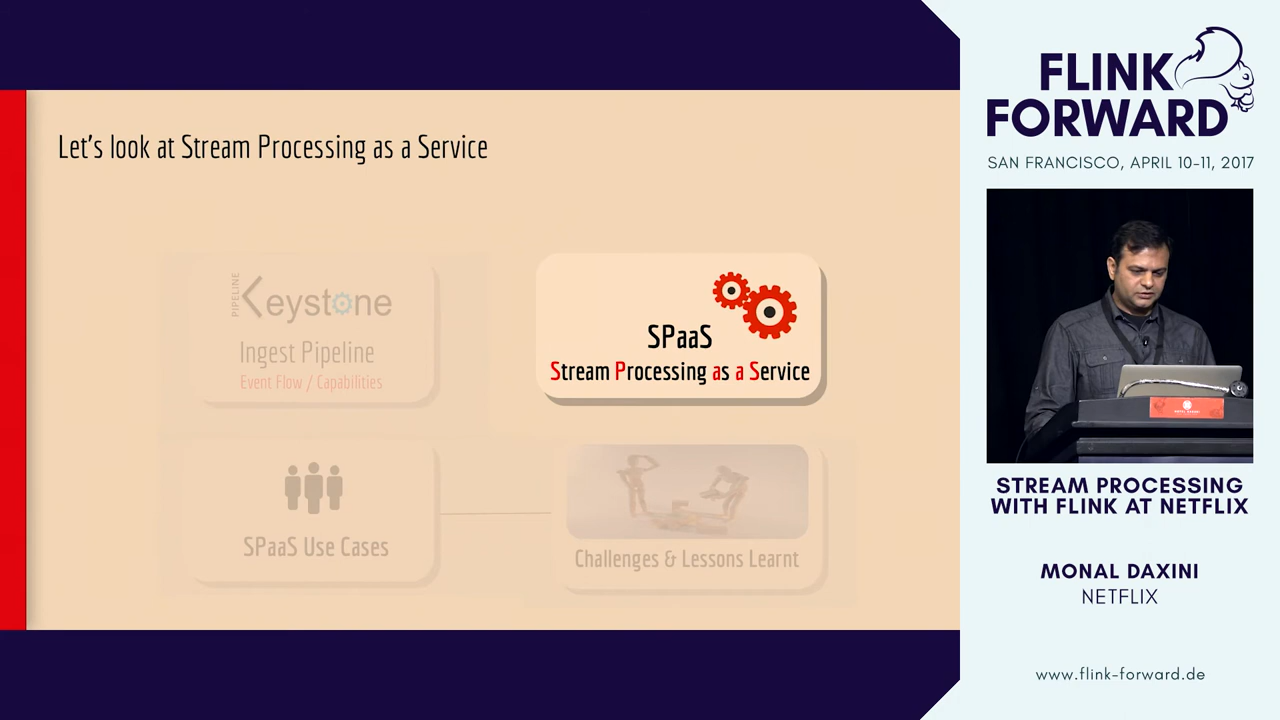 Let's look at Stream Processing as a Service
PIPELINE
Keystone
Ingest Pipeline
Event Flow / Capabilities
SPaaS
Stream Processing as a Service
SPaaS Use Cases
Challenges & Lessons Learnt
FLINK
FORWARD
SAN FRANCISCO, APRIL 10-11, 2017
STREAM PROCESSING
WITH FLINK AT NETFLIX
MONAL DAXINI
NETFLIX
www.flink-forward.de